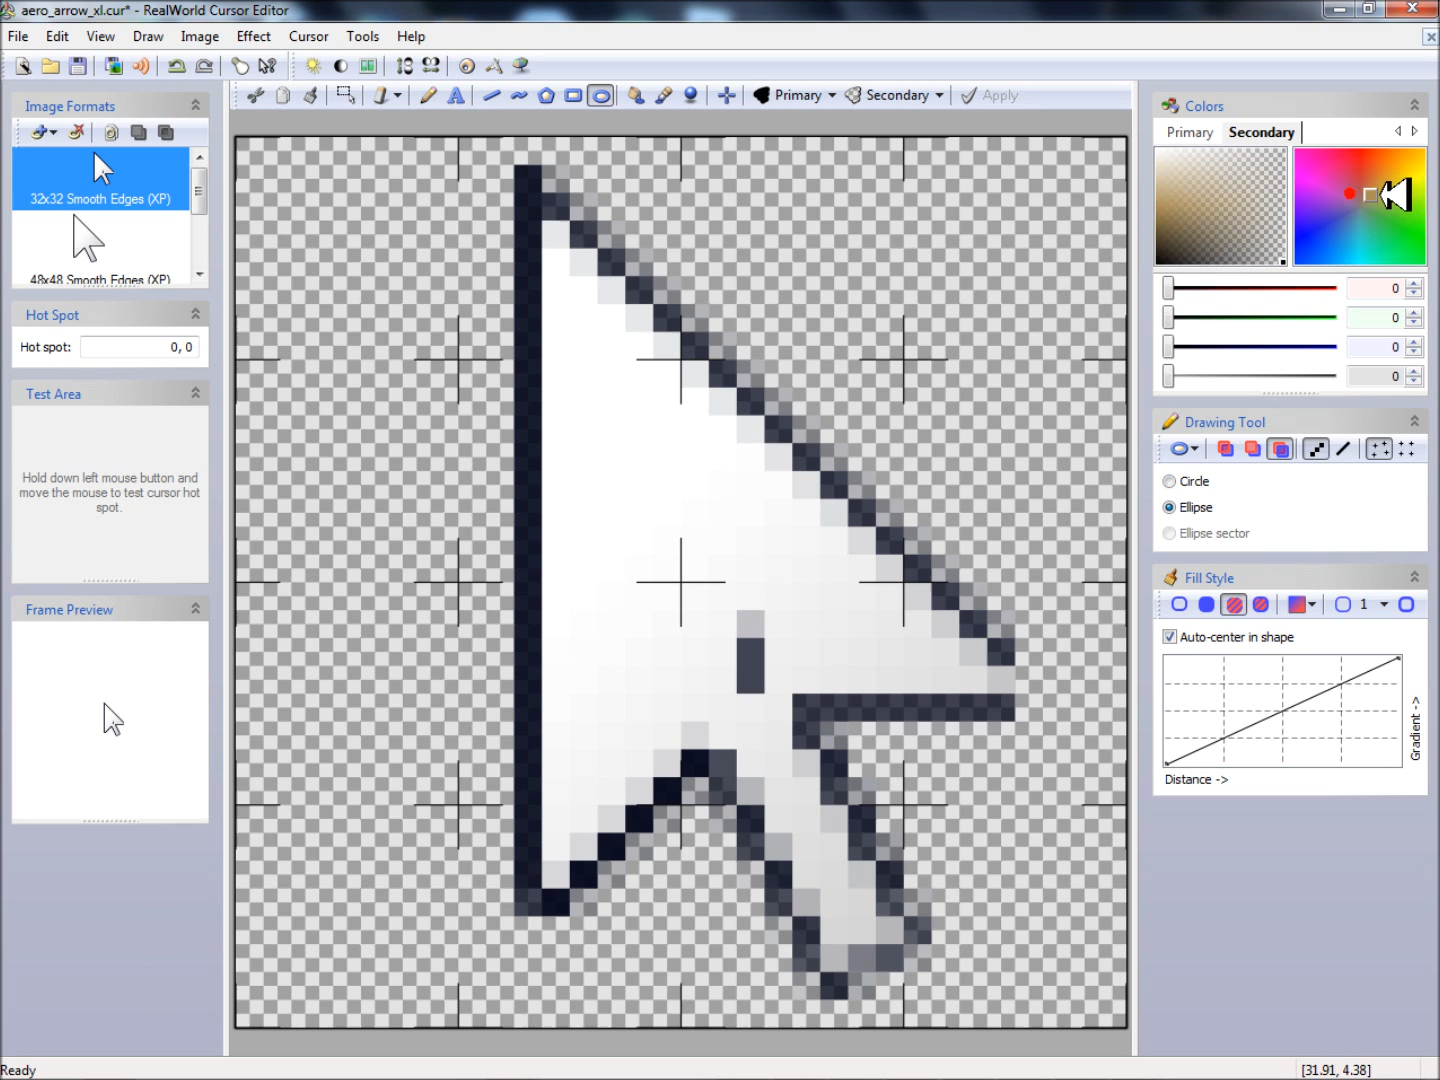 aero_arrow_xl.cur* - RealWorld Cursor Editor
File Edit View Draw Image Effect Cursor Tools Help
Image Formats
32x32 Smooth Edges (XP)
48x48 Smooth Edges (XP)
Hot Spot
Hot spot: 0, 0
Test Area
Hold down left mouse button and
move the mouse to test cursor hot
spot.
Frame Preview
Primary Secondary Apply
Colors
Primary Secondary
0
0
0
0
Drawing Tool
Circle
Ellipse
Ellipse sector
Fill Style
1
Auto-center in shape
Gradient ->
Distance ->
Ready
[31.91, 4.38]